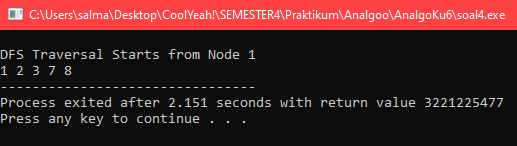 C:\Users\salma\Desktop\CoolYeah!\SEMESTER4\Praktikum\Analgoo\AnalgoKu6\soal4.exe
DFS Traversal Starts from Node 1
1 2 3 7 8
--------------------------------
Process exited after 2.151 seconds with return value 3221225477
Press any key to continue . . .